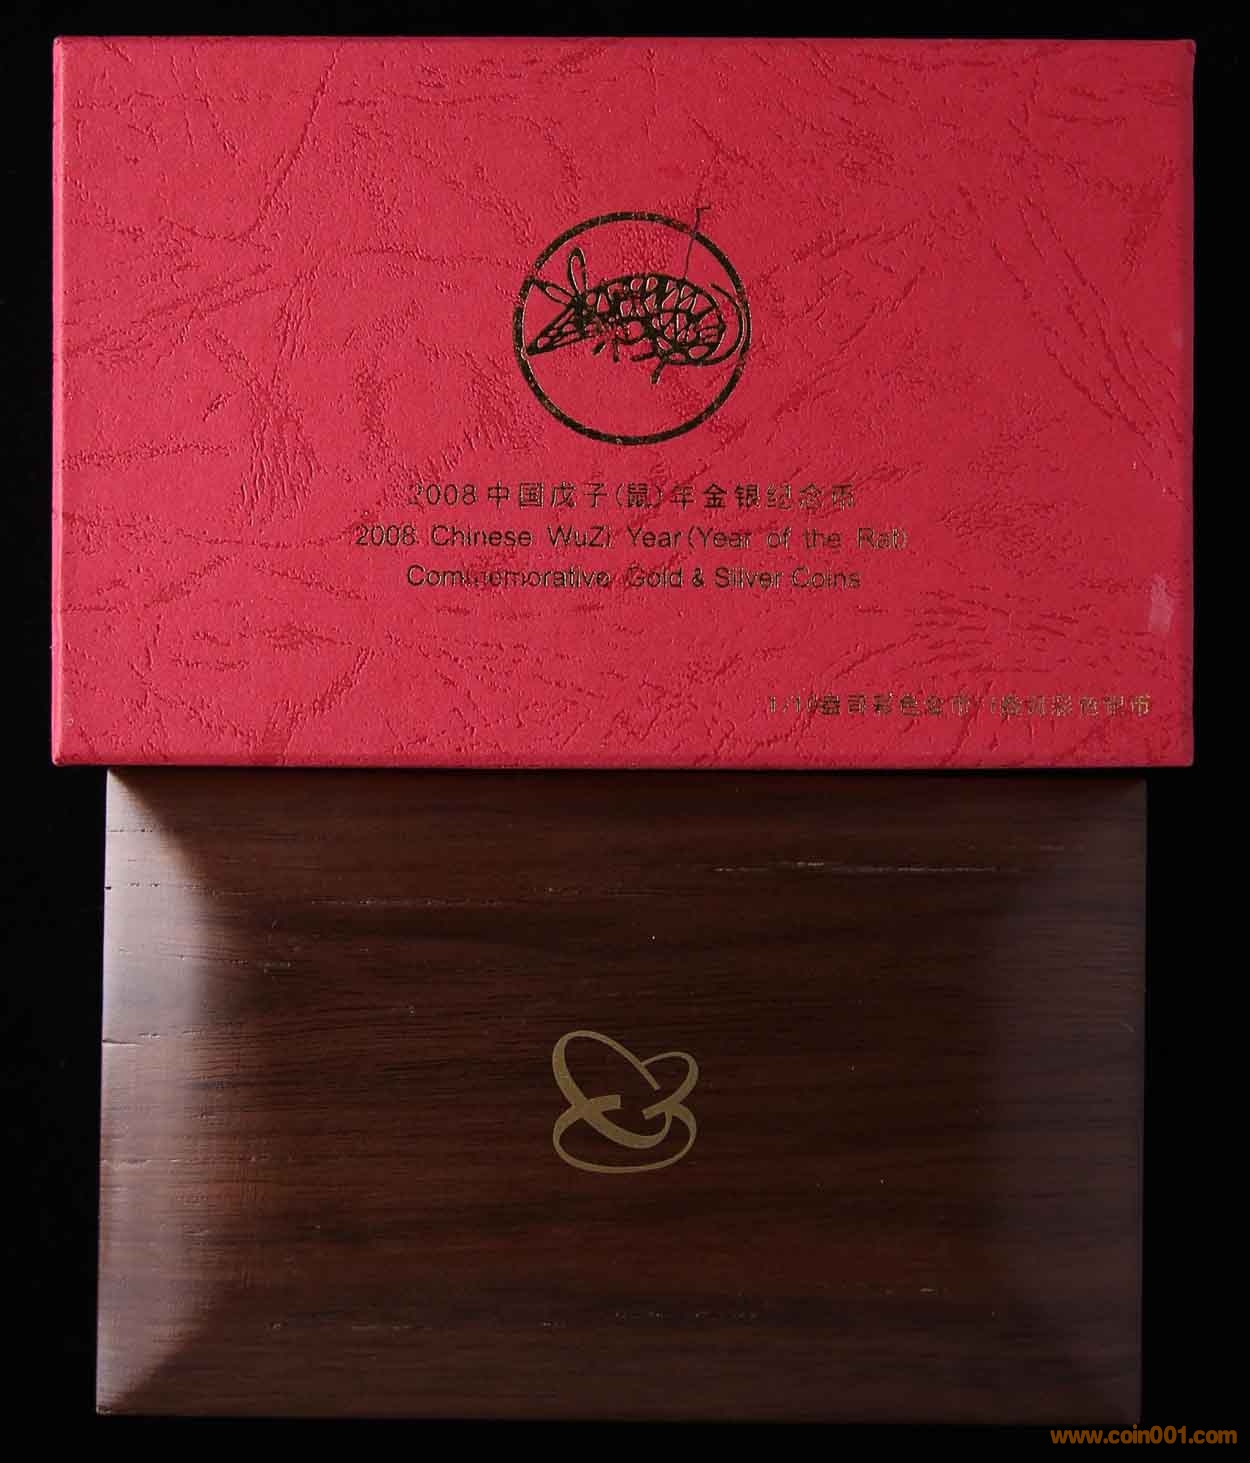 2008中国戊子(鼠)年金银纪念币
2008 Chinese WuZi Year(Year of the Rat)
Commemorative Gold & Silver Coins
1/10盎司彩色金币 1盎司彩色银币
www.coin001.com